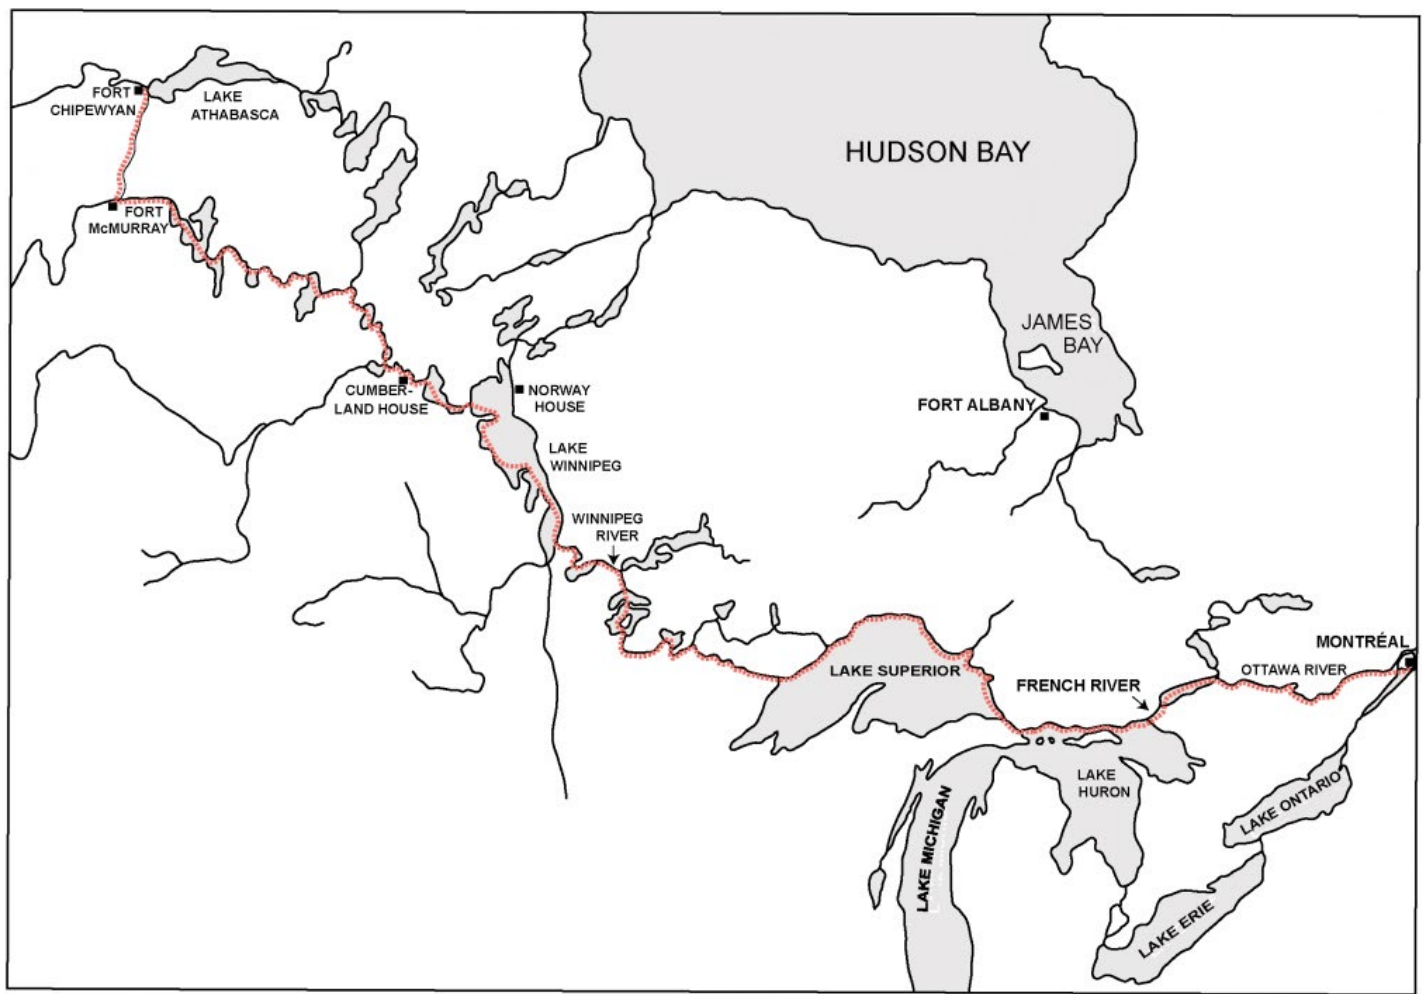 FORT
CHIPEWYAN
LAKE
ATHABASCA
HUDSON BAY
FORT
McMURRAY
JAMES
BAY
CUMBER-
LAND HOUSE
NORWAY
HOUSE
FORT ALBANY
LAKE
WINNIPEG
WINNIPEG
RIVER
MONTRÉAL
LAKE SUPERIOR
OTTAWA RIVER
FRENCH RIVER
LAKE
HURON
LAKE ONTARIO
LAKE MICHIGAN
LAKE ERIE